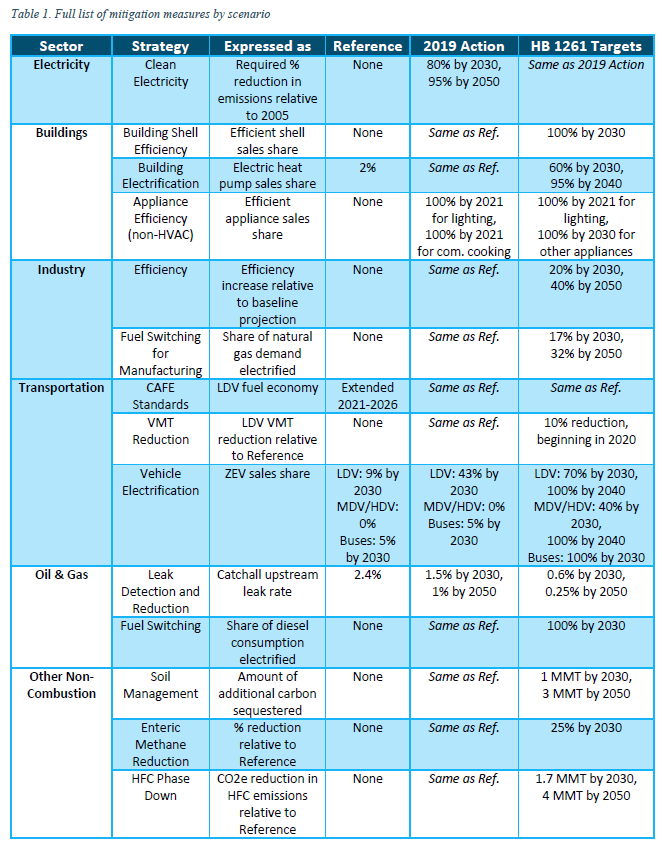 Table 1. Full list of mitigation measures by scenario
Sector Strategy Expressed as Reference 2019 Action HB 1261 Targets
Electricity Clean Required % None 80% by 2030, Same as 2019 Action
Electricity reduction in 95% by 2050
emissions relative
to 2005
Buildings Building Shell Efficient shell None Same as Ref. 100% by 2030
Efficiency sales share
Building Electric heat 2% Same as Ref. 60% by 2030,
Electrification pump sales share 95% by 2040
Appliance Efficient None 100% by 2021 100% by 2021 for
Efficiency appliance sales for lighting, lighting,
(non-HVAC) share 100% by 2021 100% by 2030 for
for com. cooking other appliances
Industry Efficiency Efficiency None Same as Ref. 20% by 2030,
increase relative 40% by 2050
to baseline
projection
Fuel Switching Share of natural None Same as Ref. 17% by 2030,
for gas demand 32% by 2050
Manufacturing electrified
Transportation CAFE LDV fuel economy Extended Same as Ref. Same as Ref.
Standards 2021-2026
VMT LDV VMT None Same as Ref. 10% reduction,
Reduction reduction relative beginning in 2020
to Reference
Vehicle ZEV sales share LDV: 9% by LDV: 43% by LDV: 70% by 2030,
Electrification 2030 2030 100% by 2040
MDV/HDV: MDV/HDV: 0% MDV/HDV: 40% by
0% Buses: 5% by 2030,
Buses: 5% 2030 100% by 2040
by 2030 Buses: 100% by 2030
Oil & Gas Leak Catchall upstream 2.4% 1.5% by 2030, 0.6% by 2030,
Detection and leak rate 1% by 2050 0.25% by 2050
Reduction
Fuel Switching Share of diesel None Same as Ref. 100% by 2030
consumption
electrified
Other Non- Soil Amount of None Same as Ref. 1 MMT by 2030,
Combustion Management additional carbon 3 MMT by 2050
sequestered
Enteric % reduction None Same as Ref. 25% by 2030
Methane relative to
Reduction Reference
HFC Phase CO2e reduction in None Same as Ref. 1.7 MMT by 2030,
Down HFC emissions 4 MMT by 2050
relative to
Reference